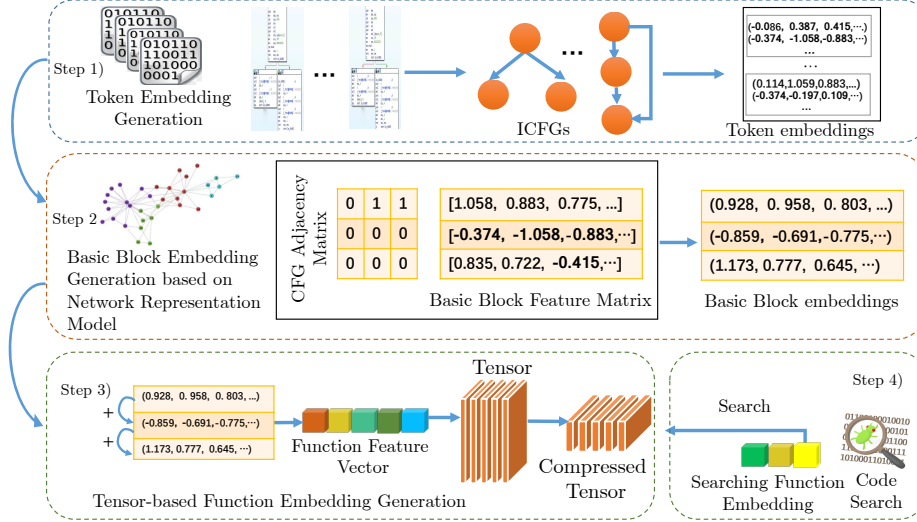 010110
110011
101000
0001
Step 1)
Token Embedding
Generation
...
...
ICFGs
(-0.086, 0.387, 0.415,...)
(-0.374, -1.058,-0.883,...)
...
...
(0.114,1.059,0.883,...)
(-0.374,-0.197,0.109,...)
...
Token embeddings
Step 2
Basic Block Embedding
Generation based on
Network Representation
Model
CFG Adjacency
Matrix
0 1 1
0 0 0
0 0 0
[1.058, 0.883, 0.775, ...]
[-0.374, -1.058,-0.883,...]
[0.835, 0.722, -0.415,...]
Basic Block Feature Matrix
(0.928, 0. 958, 0. 803, ...)
(-0.859, -0.691,-0.775,...)
(1.173, 0.777, 0.645, ...)
Basic Block embeddings
Step 3)
+
+
(0.928, 0. 958, 0. 803, ...)
(-0.859, -0.691,-0.775,...)
(1.173, 0.777, 0.645, ...)
Function Feature
Vector
Tensor
Compressed
Tensor
Tensor-based Function Embedding Generation
Step 4)
Search
Searching Function
Embedding
Code
Search